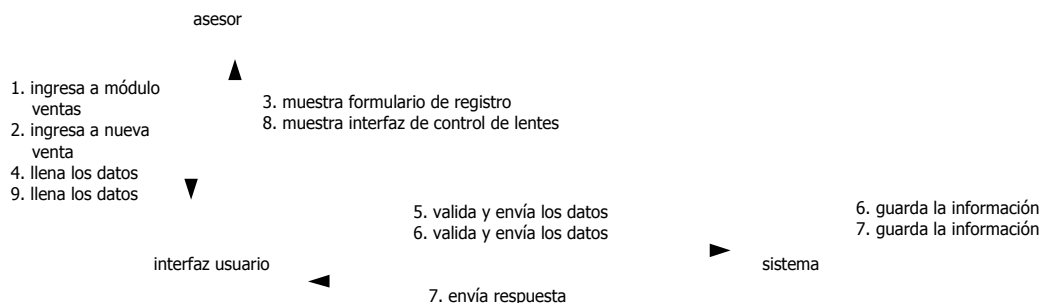 asesor
1. ingresa a módulo
ventas
2. ingresa a nueva
venta
4. llena los datos
9. llena los datos
3. muestra formulario de registro
8. muestra interfaz de control de lentes
5. valida y envía los datos
6. valida y envía los datos
6. guarda la información
7. guarda la información
interfaz usuario
sistema
7. envía respuesta